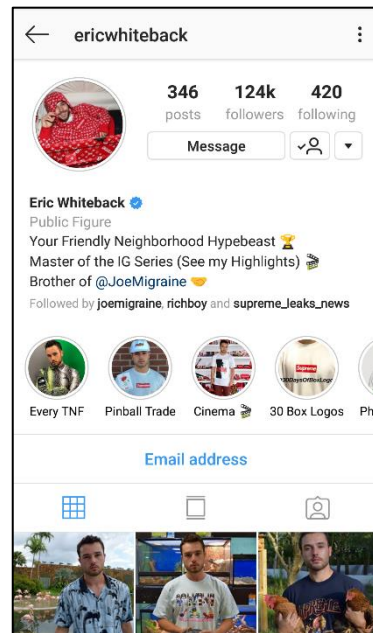 ericwhiteback
346 124k 420
posts followers following
Message
Eric Whiteback
Public Figure
Your Friendly Neighborhood Hypebeast 🏆
Master of the IG Series (See my Highlights) 🎬
Brother of @JoeMigraine 🤝
Followed by joemigraine, richboy and supreme_leaks_news
Supreme
Every TNF Pinball Trade Cinema 🎬 30 Box Logos Ph
Email address